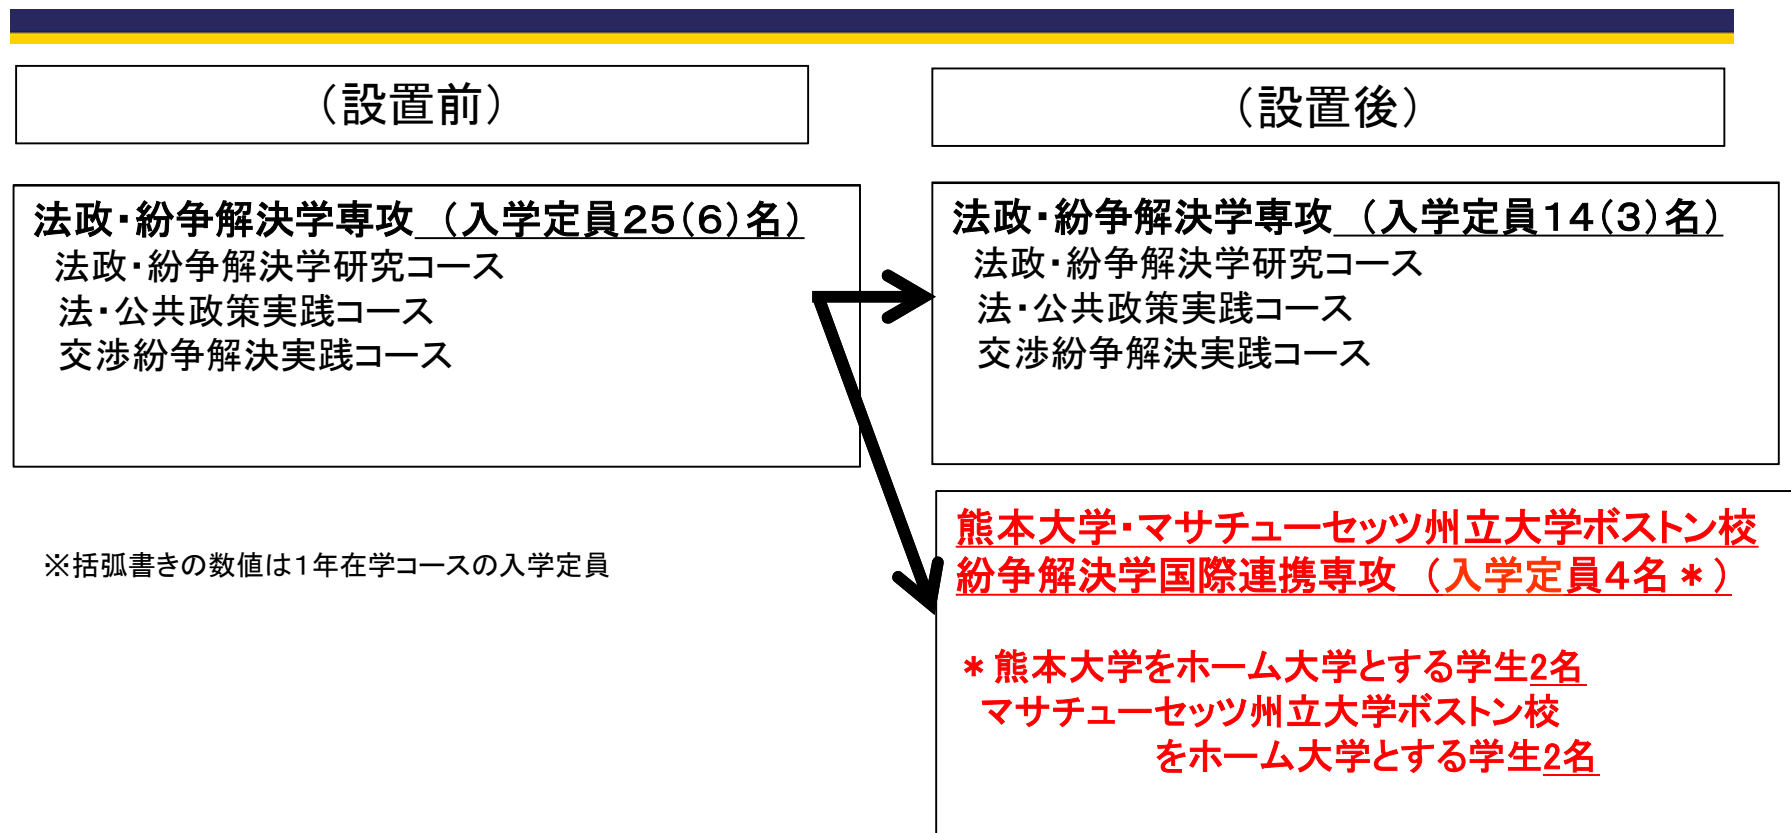 （設置前）
法政・紛争解決学専攻　（入学定員２５（６）名）
法政・紛争解決学研究コース
法・公共政策実践コース
交渉紛争解決実践コース
※括弧書きの数値は１年在学コースの入学定員
（設置後）
法政・紛争解決学専攻　（入学定員１４（３）名）
法政・紛争解決学研究コース
法・公共政策実践コース
交渉紛争解決実践コース
熊本大学・マサチューセッツ州立大学ボストン校
紛争解決学国際連携専攻　（入学定員４名＊）
＊熊本大学をホーム大学とする学生2名
マサチューセッツ州立大学ボストン校
をホーム大学とする学生2名